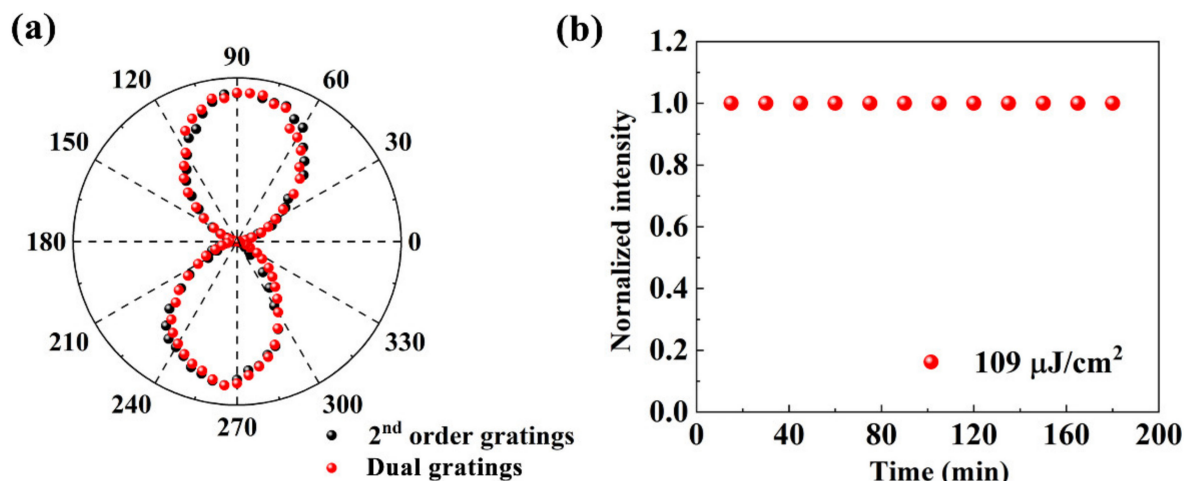 (a)
90
120
60
150
30
180
0
210
330
240
300
270
2nd order gratings
Dual gratings
(b)
1.2
1.0
0.8
0.6
0.4
0.2
0.0
Nornalized intensity
109 μJ/cm2
0 40 80 120 160 200
Time (min)